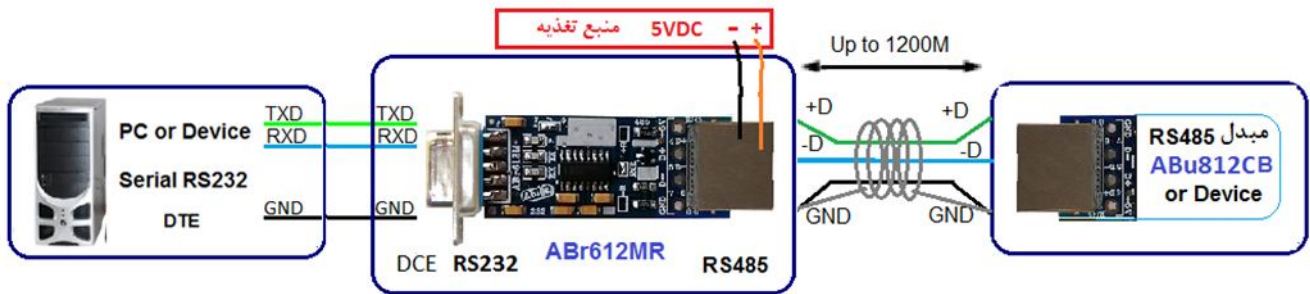 منبع تغذیه 5VDC - +
Up to 1200M
PC or Device
Serial RS232
DTE
TXD TXD
RXD RXD
GND GND
DCE RS232
ABr612MR
RS485
+D +D
-D -D
GND GND
مبدل RS485
ABu812CB
or Device